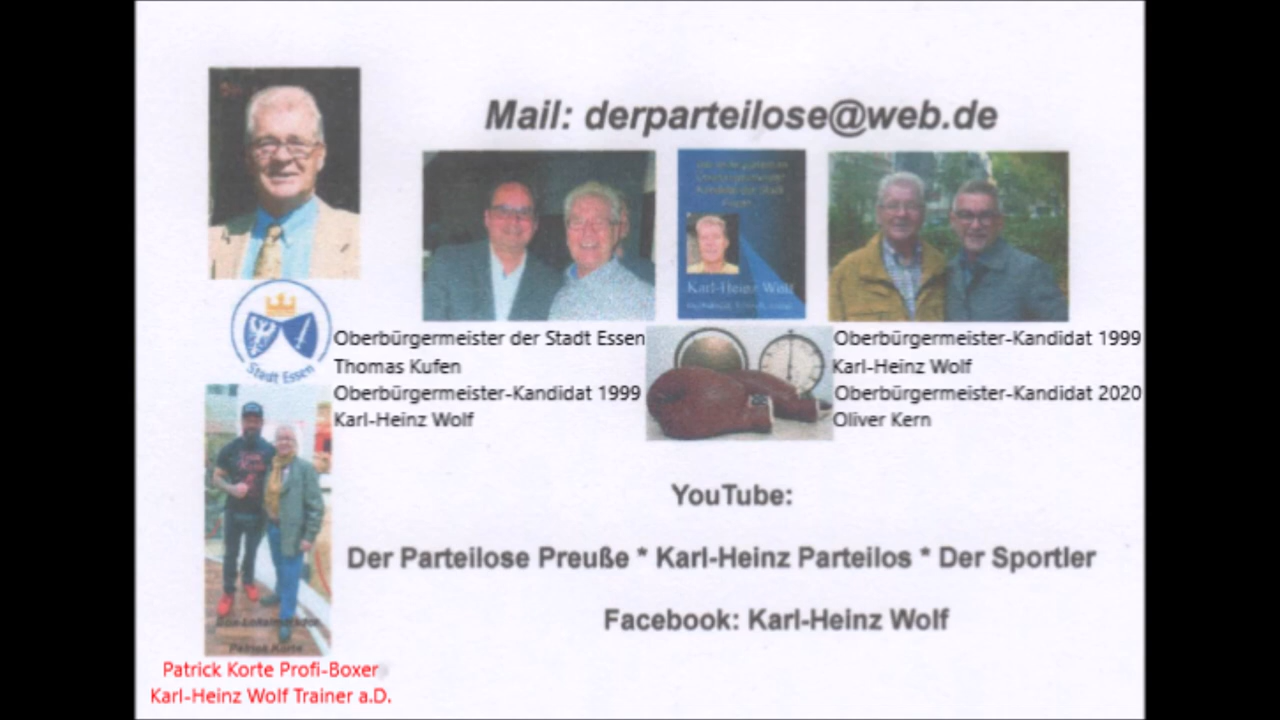 Mail: derparteilose@web.de
Karl-Heinz Wolf
Oberbürgermeister der Stadt Essen
Thomas Kufen
Oberbürgermeister-Kandidat 1999
Karl-Heinz Wolf
Oberbürgermeister-Kandidat 1999
Karl-Heinz Wolf
Oberbürgermeister-Kandidat 2020
Oliver Kern
Stadt Essen
YouTube:
Der Parteilose Preuße * Karl-Heinz Parteilos * Der Sportler
Facebook: Karl-Heinz Wolf
Patrick Korte
Patrick Korte Profi-Boxer
Karl-Heinz Wolf Trainer a.D.